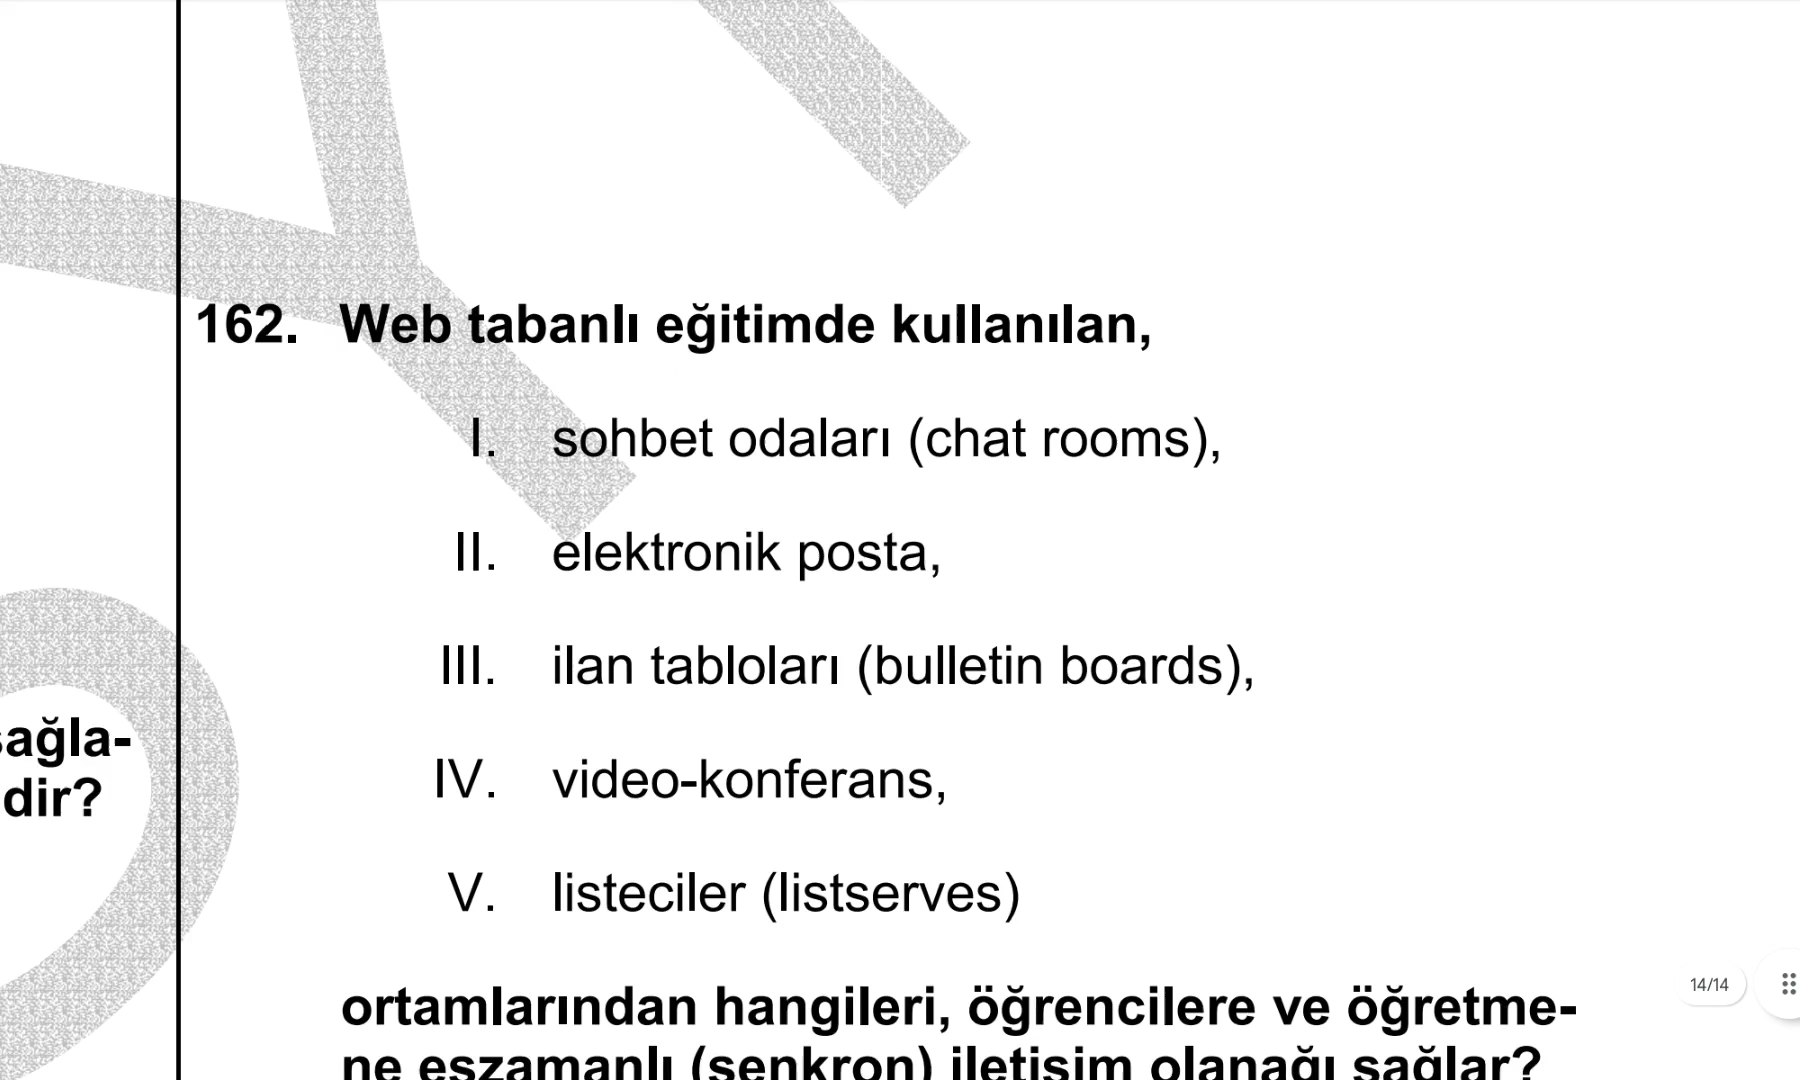 162. Web tabanlı eğitimde kullanılan,
I. sohbet odaları (chat rooms),
II. elektronik posta,
III. ilan tabloları (bulletin boards),
sağla-
dir?
IV. video-konferans,
V. listeciler (listserves)
ortamlarından hangileri, öğrencilere ve öğretme-
ne eşzamanlı (senkron) iletişim olanağı sağlar?
14/14